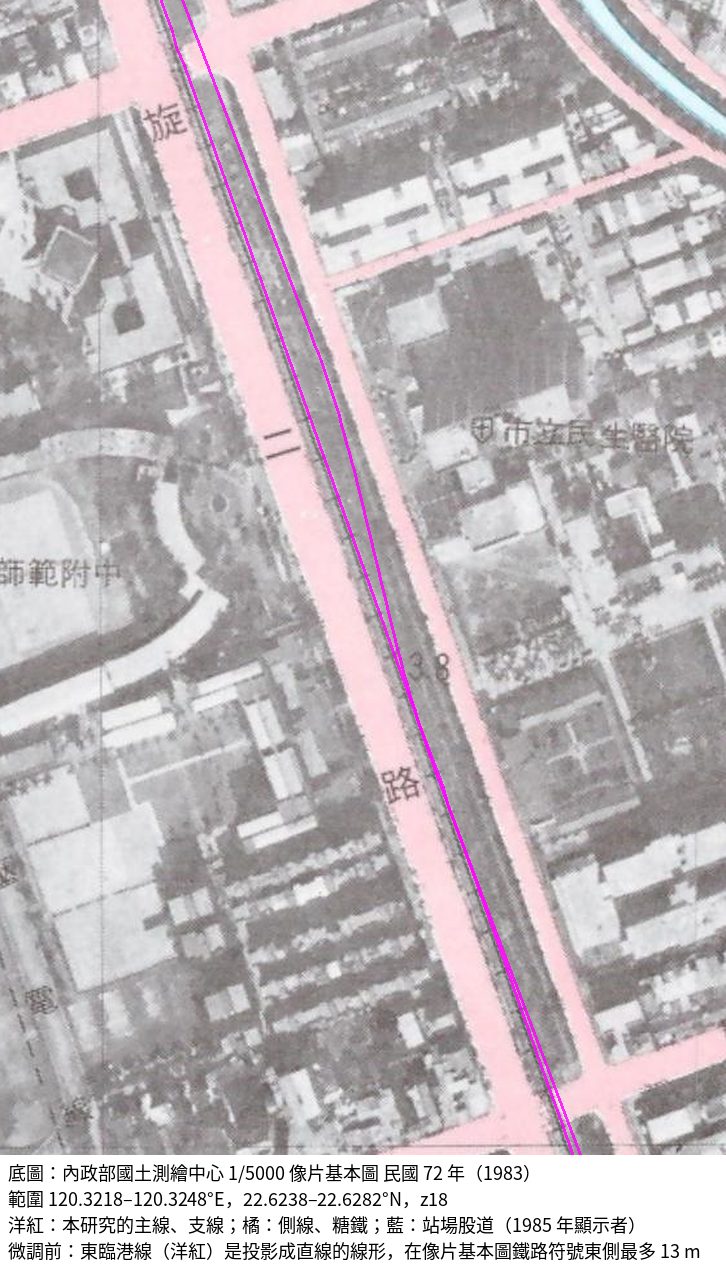 旋
二
市立民生醫院
師範附中
3.8
路
電
底圖：內政部國土測繪中心 1/5000 像片基本圖 民國 72 年（1983）
範圍 120.3218–120.3248°E，22.6238–22.6282°N，z18
洋紅：本研究的主線、支線；橘：側線、糖鐵；藍：站場股道（1985 年顯示者）
微調前：東臨港線（洋紅）是投影成直線的線形，在像片基本圖鐵路符號東側最多 13 m